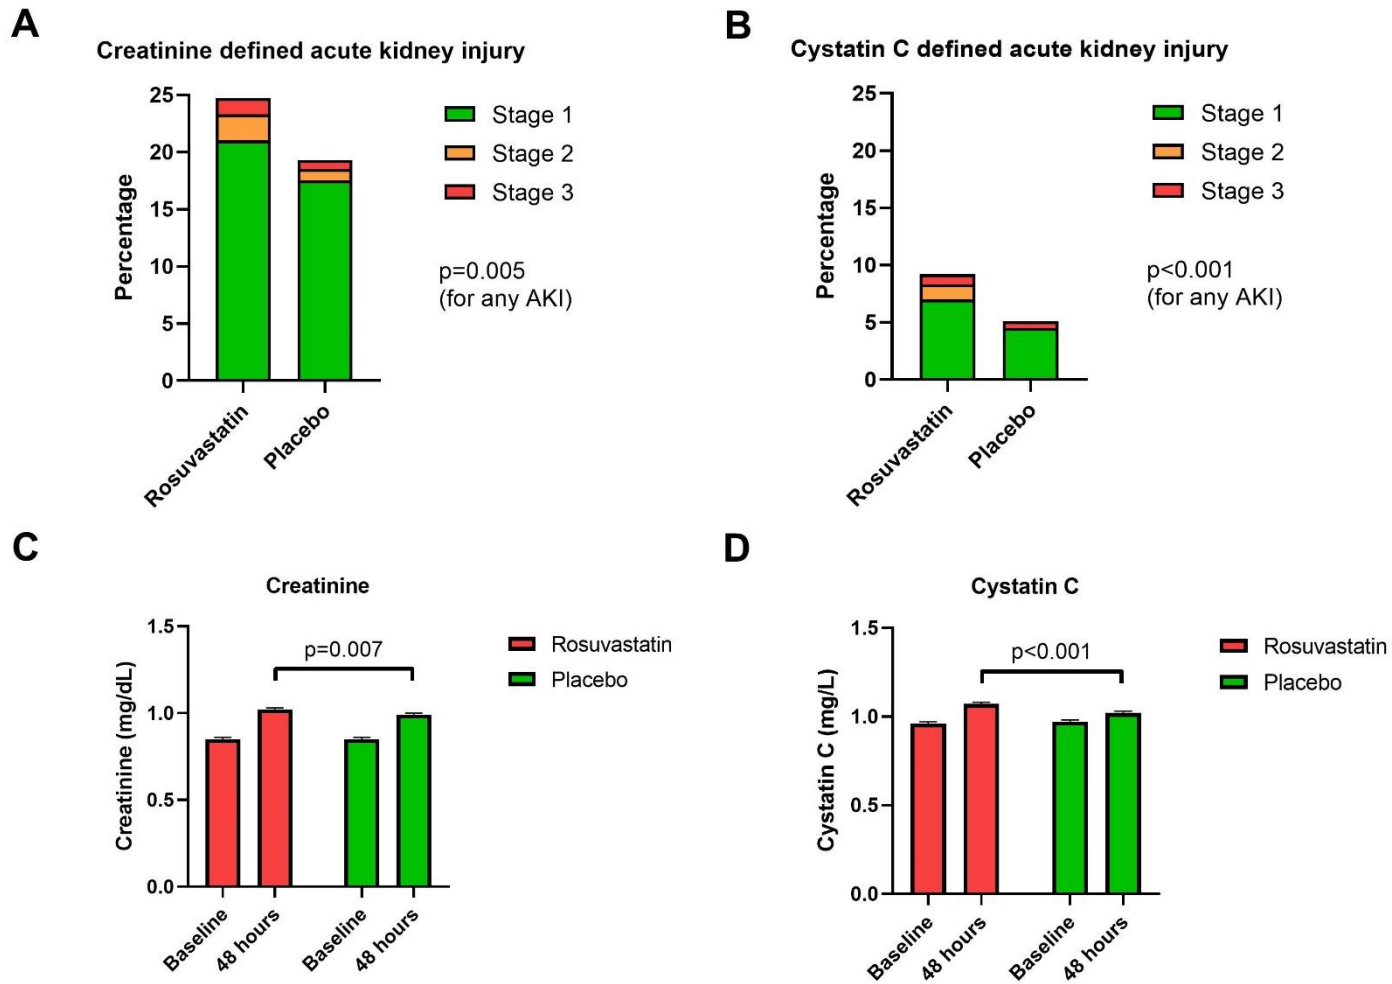 A
Creatinine defined acute kidney injury
25
20
15
10
5
0
Percentage
Rosuvastatin
Placebo
Stage 1
Stage 2
Stage 3
p=0.005
(for any AKI)
B
Cystatin C defined acute kidney injury
25
20
15
10
5
0
Percentage
Rosuvastatin
Placebo
Stage 1
Stage 2
Stage 3
p<0.001
(for any AKI)
C
Creatinine
1.5
1.0
0.5
0.0
Creatinine (mg/dL)
p=0.007
Baseline
48 hours
Baseline
48 hours
Rosuvastatin
Placebo
D
Cystatin C
1.5
1.0
0.5
0.0
Cystatin C (mg/L)
p<0.001
Baseline
48 hours
Baseline
48 hours
Rosuvastatin
Placebo